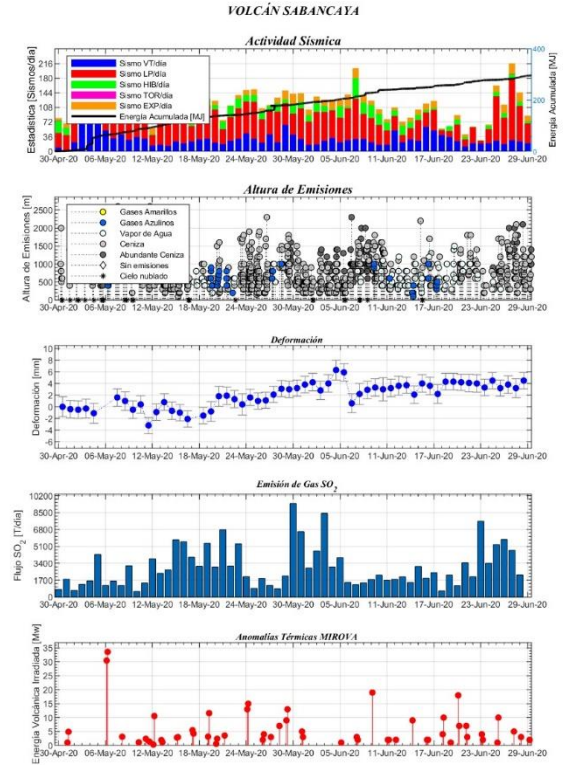 VOLCÁN SABANCAYA
Actividad Sísmica
Estadística [Sismos/día]
216
180
144
108
72
36
0
Sismo VT/día
Sismo LP/día
Sismo HIB/día
Sismo TOR/día
Sismo EXP/día
Energía Acumulada [MJ]
400
200
0
Energía Acumulada [MJ]
30-Apr-20 06-May-20 12-May-20 18-May-20 24-May-20 30-May-20 05-Jun-20 11-Jun-20 17-Jun-20 23-Jun-20 29-Jun-20
Altura de Emisiones
Altura de Emisiones [m]
2500
2000
1500
1000
500
0
Gases Amarillos
Gases Azulinos
Vapor de Agua
Ceniza
Abundante Ceniza
Sin emisiones
Cielo nublado
30-Apr-20 06-May-20 12-May-20 18-May-20 24-May-20 30-May-20 05-Jun-20 11-Jun-20 17-Jun-20 23-Jun-20 29-Jun-20
Deformación
Deformación [mm]
10
8
6
4
2
0
-2
-4
-6
30-Apr-20 06-May-20 12-May-20 18-May-20 24-May-20 30-May-20 05-Jun-20 11-Jun-20 17-Jun-20 23-Jun-20 29-Jun-20
Emisión de Gas SO2
Flujo SO2 [T/día]
10200
8500
6800
5100
3400
1700
0
30-Apr-20 06-May-20 12-May-20 18-May-20 24-May-20 30-May-20 05-Jun-20 11-Jun-20 17-Jun-20 23-Jun-20 29-Jun-20
Anomalías Térmicas MIROVA
Energía Volcánica Irradiada [Mw]
35
30
25
20
15
10
5
0
30-Apr-20 06-May-20 12-May-20 18-May-20 24-May-20 30-May-20 05-Jun-20 11-Jun-20 17-Jun-20 23-Jun-20 29-Jun-20